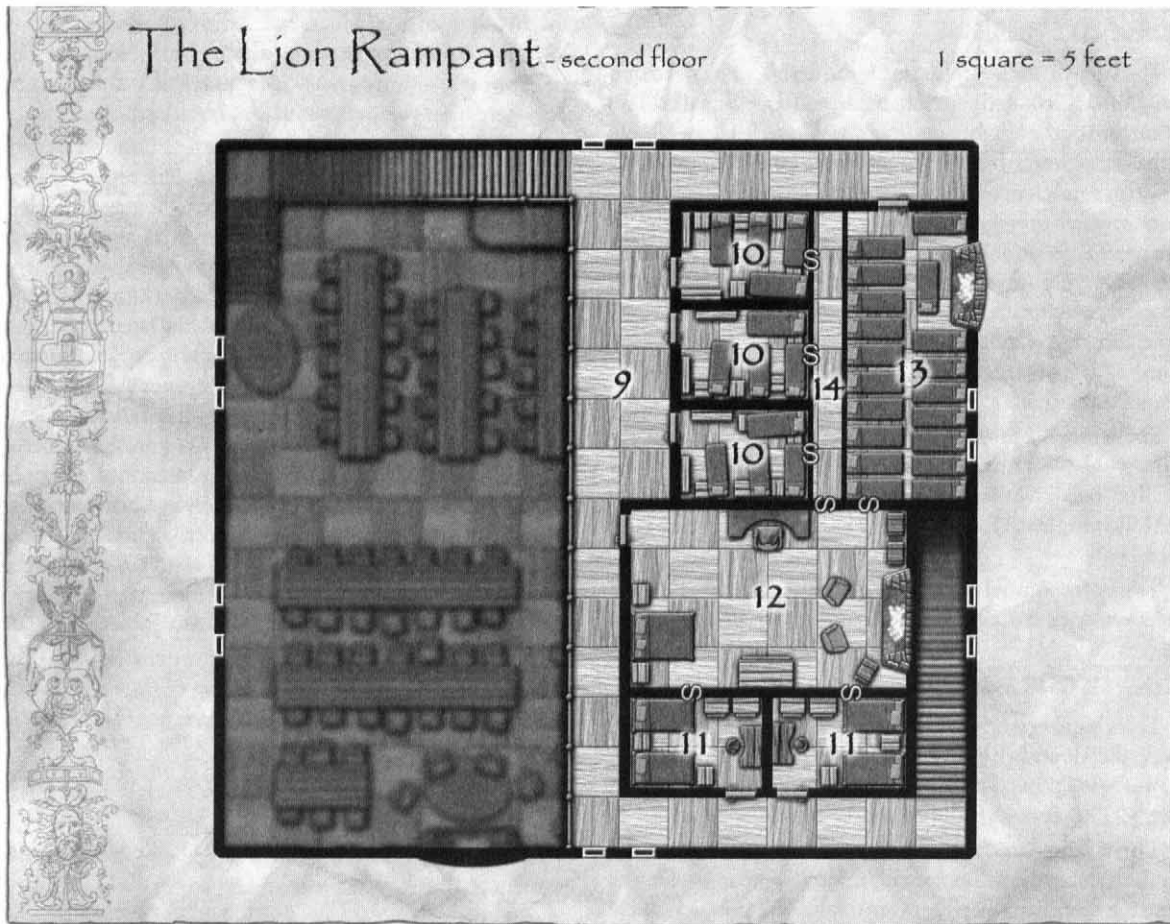 The Lion Rampant - second floor
1 square = 5 feet
10
S
10
S
9
14
13
10
S
S
S
12
S
S
11
11